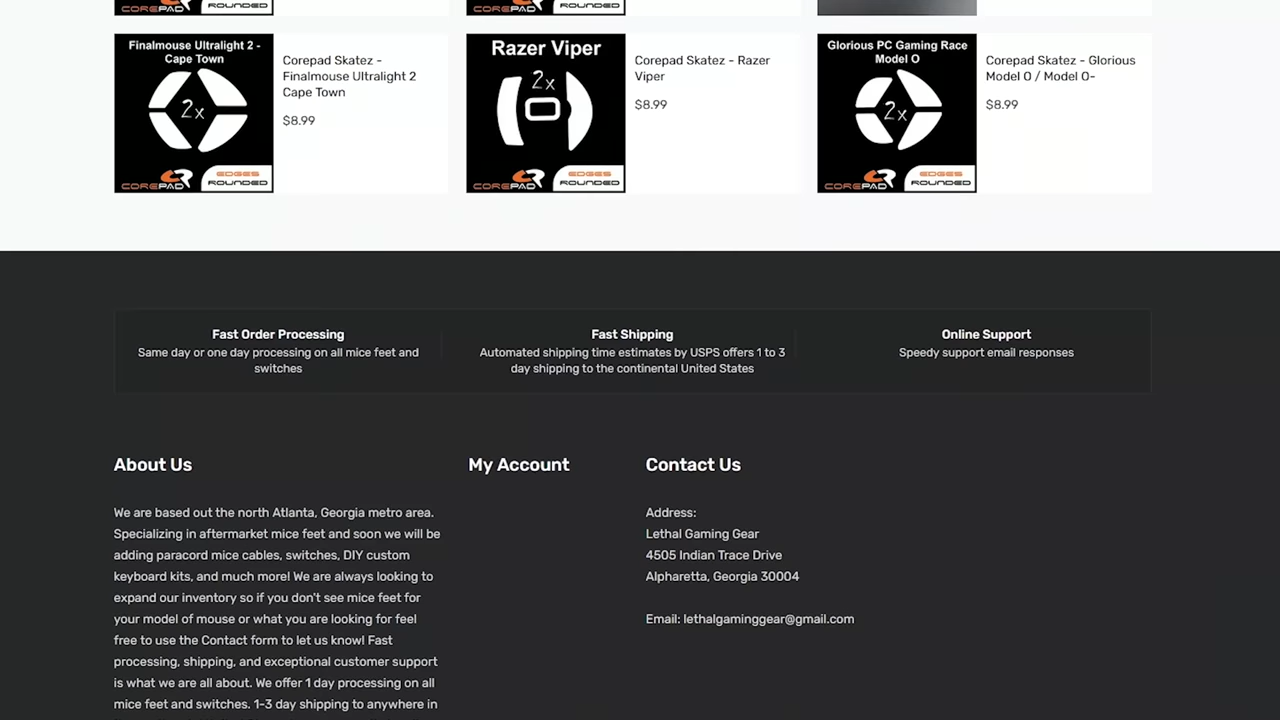 COREPAD
ROUNDED
COREPAD
ROUNDED
Finalmouse Ultralight 2 -
Cape Town
2x
COREPAD
EDGES
ROUNDED
Corepad Skatez -
Finalmouse Ultralight 2
Cape Town
$8.99
Razer Viper
2x
COREPAD
EDGES
ROUNDED
Corepad Skatez - Razer
Viper
$8.99
Glorious PC Gaming Race
Model O
2x
COREPAD
EDGES
ROUNDED
Corepad Skatez - Glorious
Model O / Model O-
$8.99
Fast Order Processing
Same day or one day processing on all mice feet and
switches
Fast Shipping
Automated shipping time estimates by USPS offers 1 to 3
day shipping to the continental United States
Online Support
Speedy support email responses
About Us
We are based out the north Atlanta, Georgia metro area.
Specializing in aftermarket mice feet and soon we will be
adding paracord mice cables, switches, DIY custom
keyboard kits, and much more! We are always looking to
expand our inventory so if you don't see mice feet for
your model of mouse or what you are looking for feel
free to use the Contact form to let us know! Fast
processing, shipping, and exceptional customer support
is what we are all about. We offer 1 day processing on all
mice feet and switches. 1-3 day shipping to anywhere in
My Account
Contact Us
Address:
Lethal Gaming Gear
4505 Indian Trace Drive
Alpharetta, Georgia 30004
Email: lethalgaminggear@gmail.com